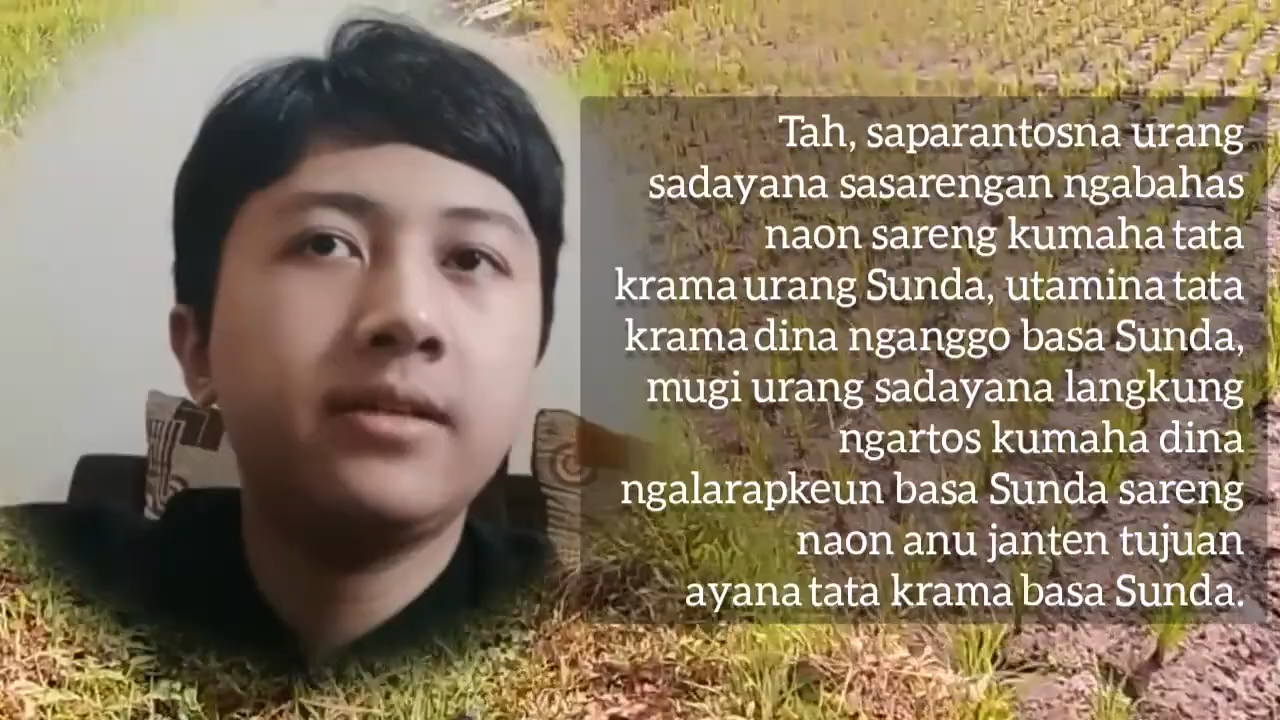 Tah, saparantosna urang
sadayana sasarengan ngabahas
naon sareng kumaha tata
krama urang Sunda, utamina tata
krama dina nganggo basa Sunda,
mugi urang sadayana langkung
ngartos kumaha dina
ngalarapkeun basa Sunda sareng
naon anu janten tujuan
ayana tata krama basa Sunda.